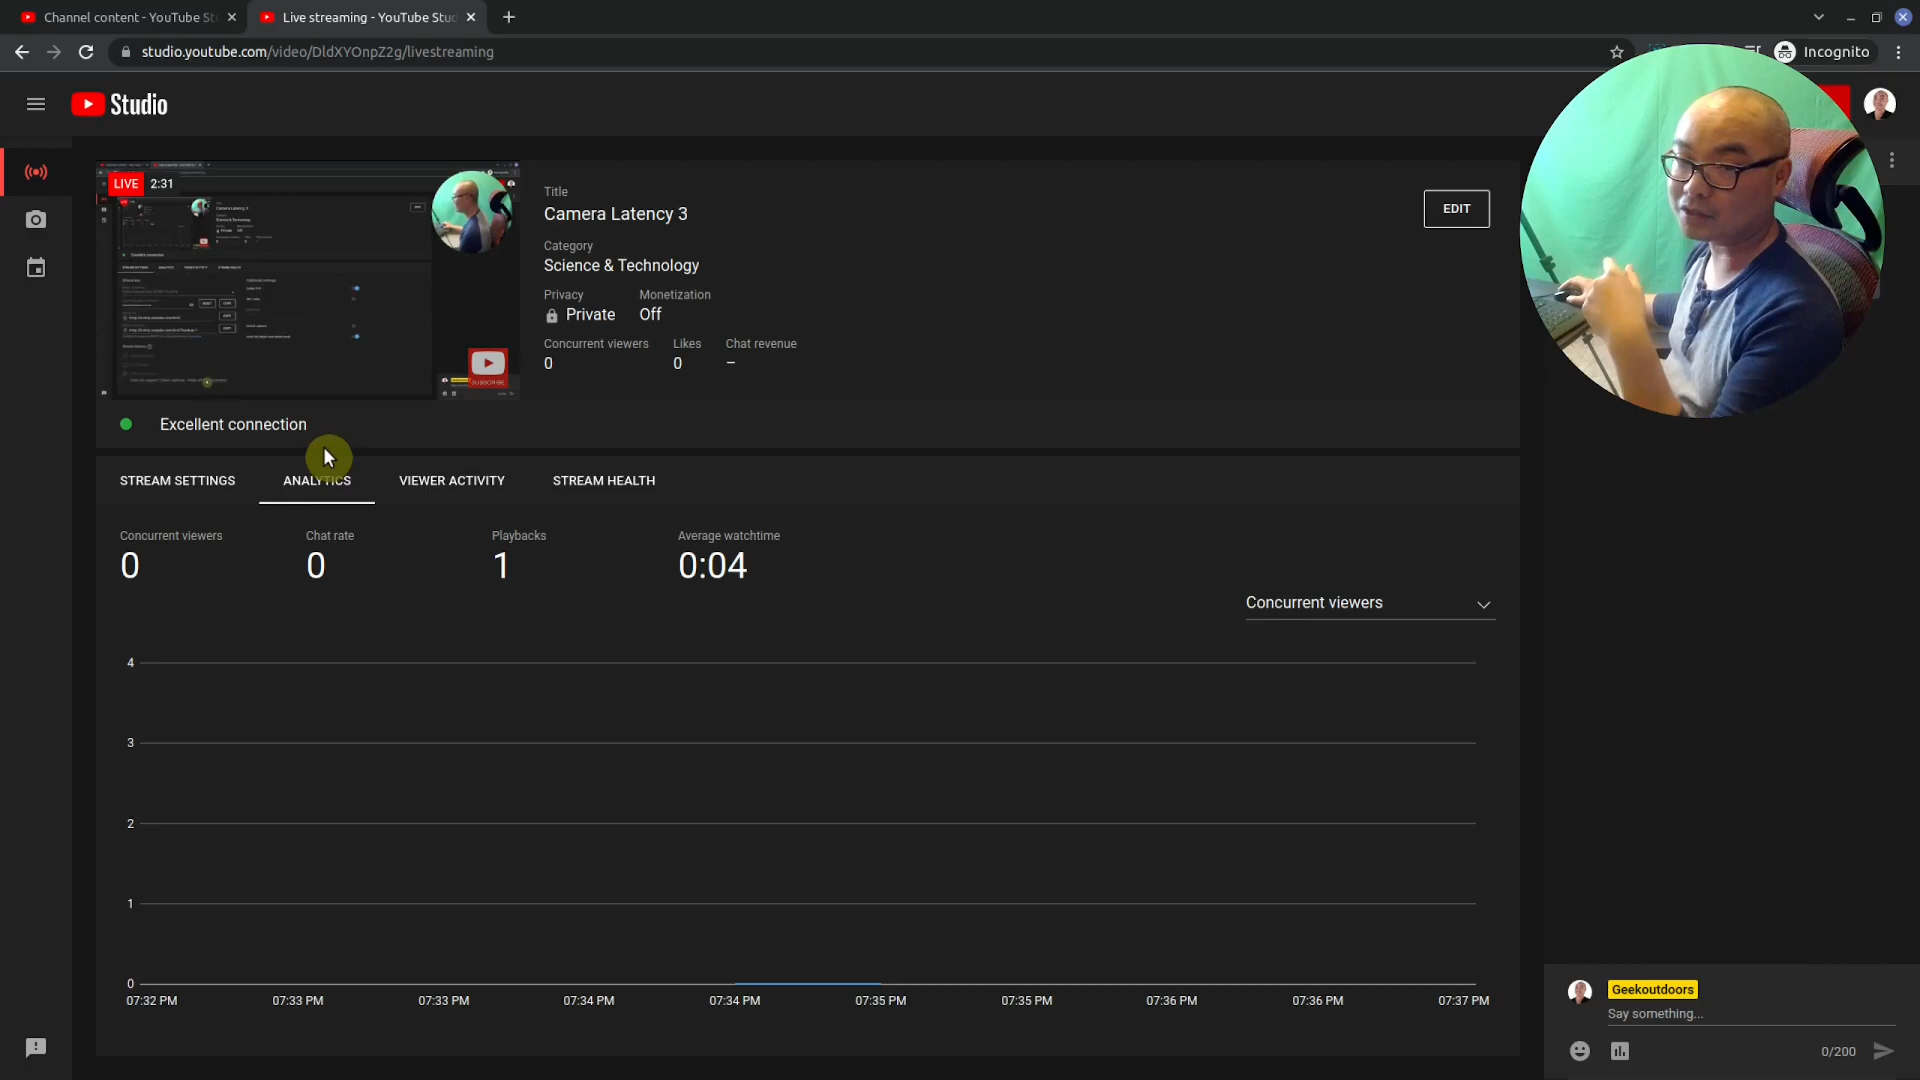 Channel content - YouTube St
Live streaming - YouTube Stud
studio.youtube.com/video/DldXYOnpZ2g/livestreaming
Incognito
Studio
LIVE 2:31
SUBSCRIBE
Title
Camera Latency 3
EDIT
Category
Science & Technology
Privacy Monetization
Private Off
Concurrent viewers Likes Chat revenue
0 0 –
Excellent connection
STREAM SETTINGS ANALYTICS VIEWER ACTIVITY STREAM HEALTH
Concurrent viewers Chat rate Playbacks Average watchtime
0 0 1 0:04
Concurrent viewers
4
3
2
1
0
07:32 PM 07:33 PM 07:33 PM 07:34 PM 07:34 PM 07:35 PM 07:35 PM 07:36 PM 07:36 PM 07:37 PM
Geekoutdoors
Say something...
0/200